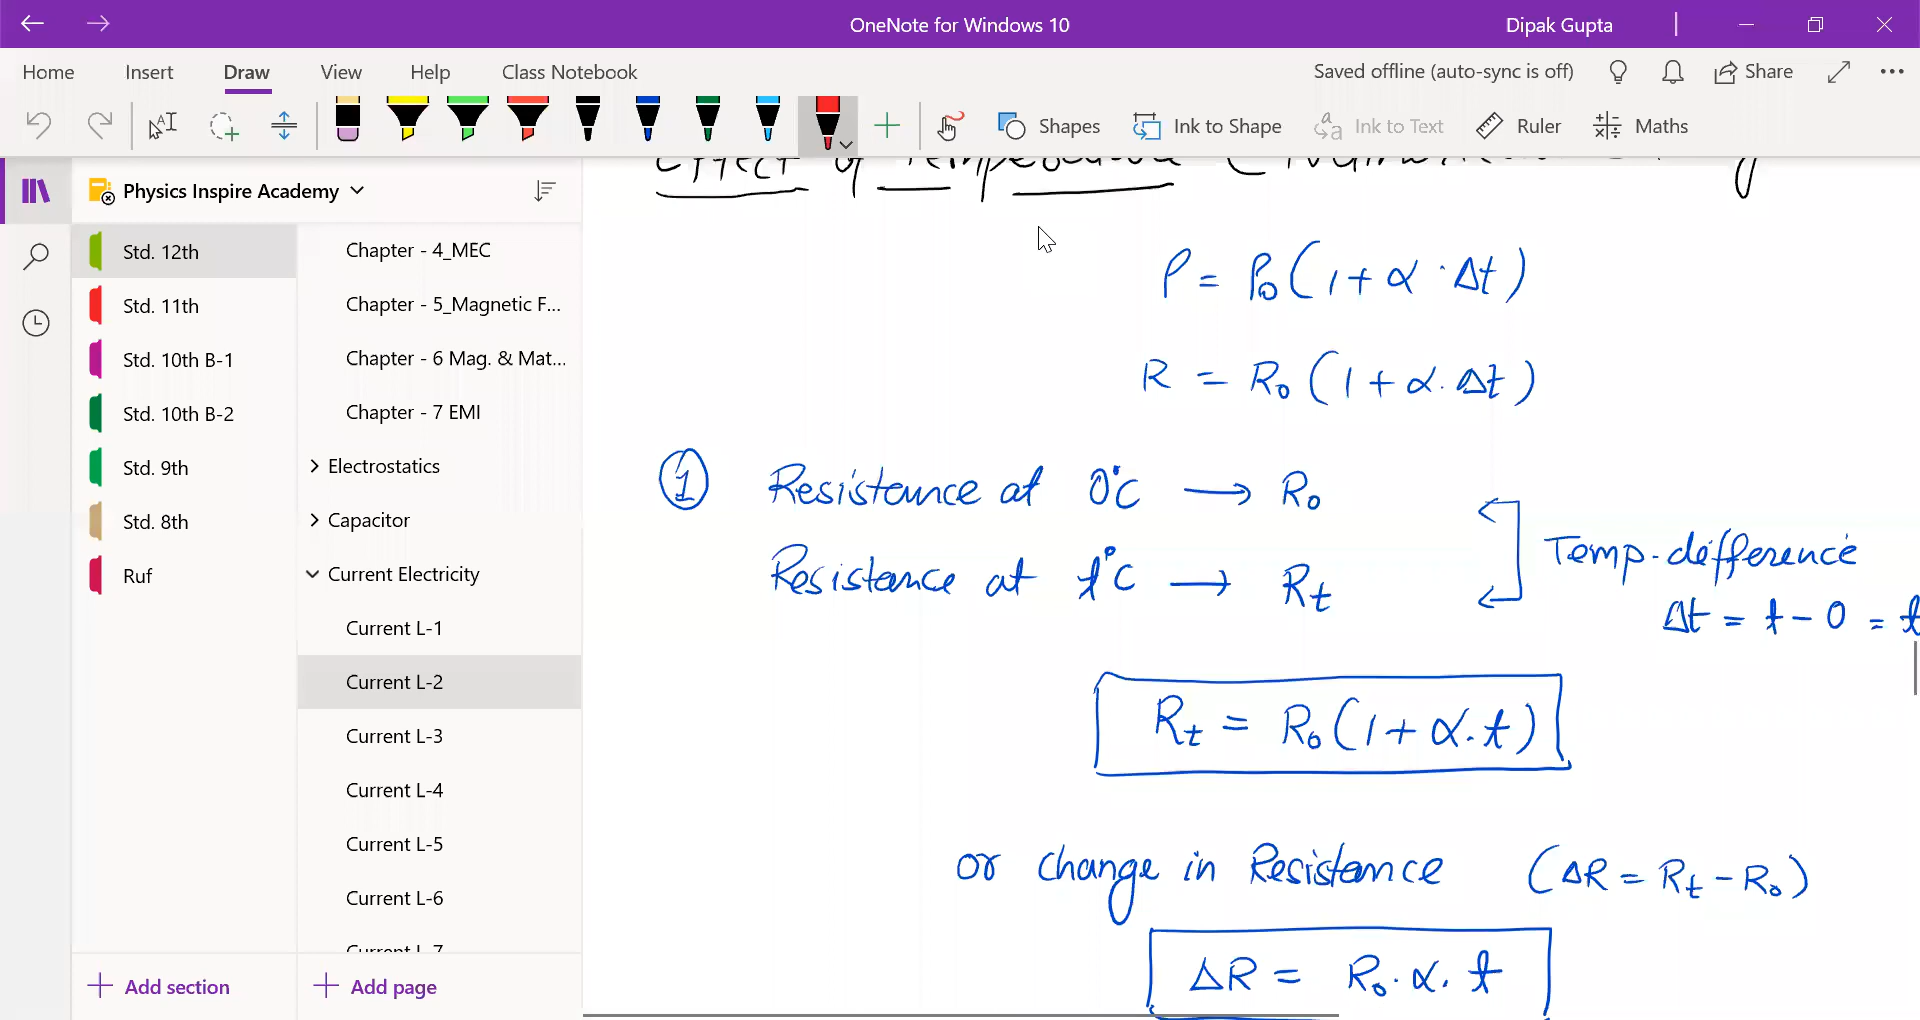 OneNote for Windows 10
Dipak Gupta
Home Insert Draw View Help Class Notebook
Saved offline (auto-sync is off) Share
Shapes Ink to Shape Ink to Text Ruler Maths
Physics Inspire Academy
Std. 12th
Std. 11th
Std. 10th B-1
Std. 10th B-2
Std. 9th
Std. 8th
Ruf
Add section
Chapter - 4_MEC
Chapter - 5_Magnetic F...
Chapter - 6 Mag. & Mat...
Chapter - 7 EMI
Electrostatics
Capacitor
Current Electricity
Current L-1
Current L-2
Current L-3
Current L-4
Current L-5
Current L-6
Current L-7
Add page
Effect of Temperature
ρ = ρ₀ (1 + α · Δt)
R = R₀ (1 + α . Δt)
① Resistance at 0°C → R₀
Resistance at t°C → Rt
Temp. difference
Δt = t - 0 = t
Rt = R₀ (1 + α. t)
or change in Resistance (ΔR = Rt - R₀)
ΔR = R₀ . α. t